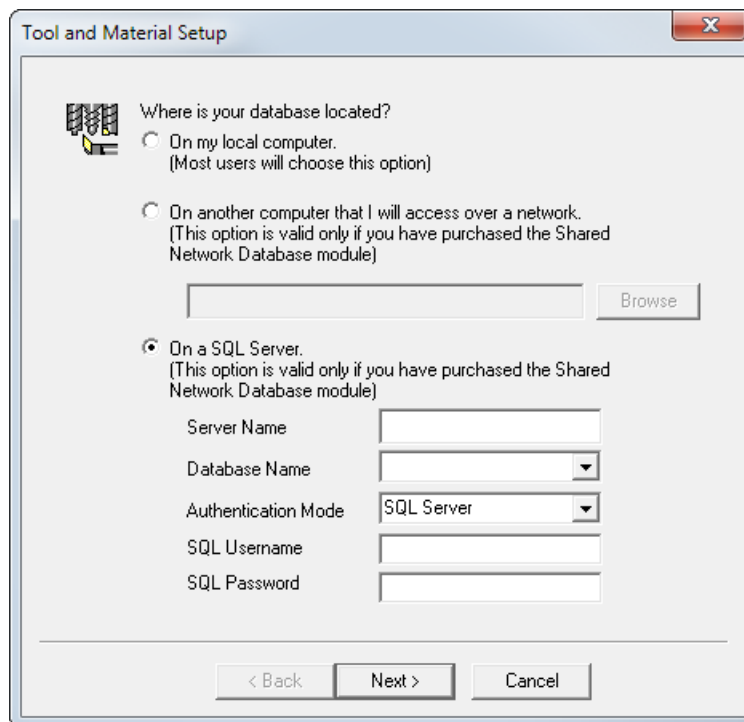 Tool and Material Setup
Where is your database located?
On my local computer.
(Most users will choose this option)
On another computer that I will access over a network.
(This option is valid only if you have purchased the Shared
Network Database module)
Browse
On a SQL Server.
(This option is valid only if you have purchased the Shared
Network Database module)
Server Name
Database Name
Authentication Mode SQL Server
SQL Username
SQL Password
< Back Next > Cancel